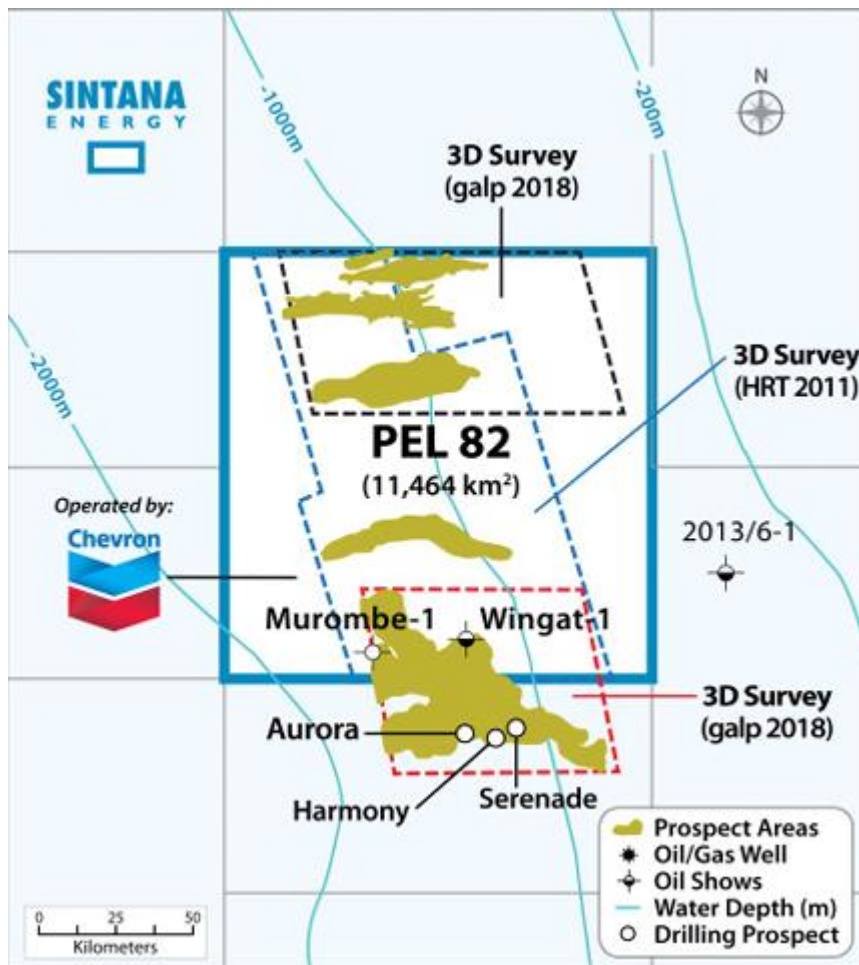 SINTANA
ENERGY
-1000m
-200m
N
3D Survey
(galp 2018)
-2000m
3D Survey
(HRT 2011)
PEL 82
(11,464 km²)
Operated by:
Chevron
2013/6-1
Murombe-1
Wingat-1
3D Survey
(galp 2018)
Aurora
Harmony
Serenade
Prospect Areas
Oil/Gas Well
Oil Shows
Water Depth (m)
Drilling Prospect
0 25 50
Kilometers